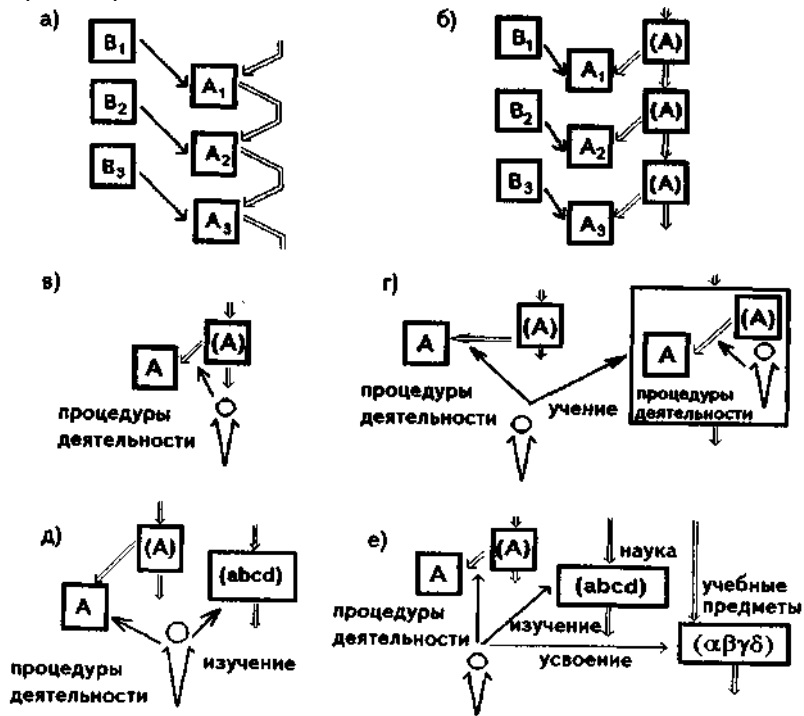 а)
B₁
A₁
B₂
A₂
B₃
A₃
б)
B₁
(A)
A₁
B₂
(A)
A₂
B₃
(A)
A₃
в)
(A)
A
процедуры
деятельности
г)
(A)
A
процедуры
деятельности
учение
(A)
A
процедуры
деятельности
д)
(A)
(abcd)
A
процедуры
деятельности
изучение
е)
(A)
A
наука
(abcd)
учебные
предметы
процедуры
деятельности
изучение
усвоение
(αβγδ)